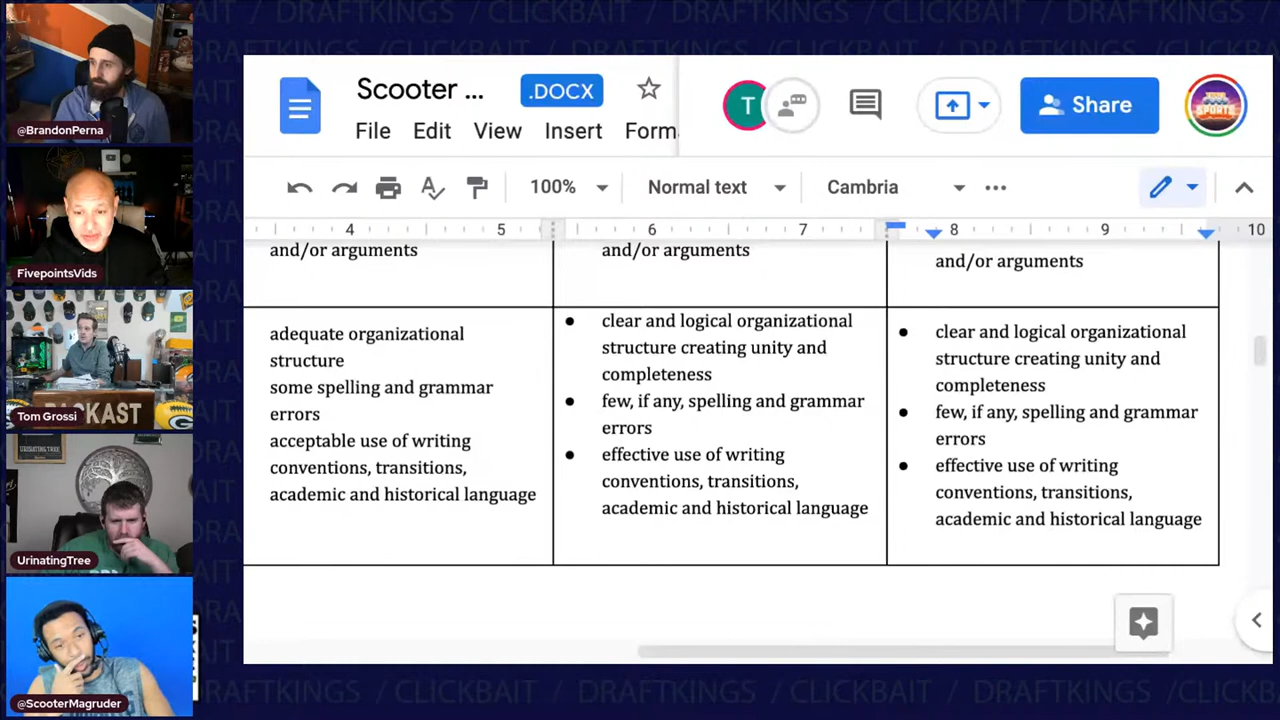 DRAFTKINGS / CLICKBAIT / DRAFTKINGS / CLICKBAIT /
@BrandonPerna
FivepointsVids
PACKAST
Tom Grossi
UrinatingTree
@ScooterMagruder
Scooter ...
.DOCX
T
Share
File Edit View Insert Form
100%
Normal text
Cambria
4 5 6 7 8 9 10
and/or arguments
adequate organizational
structure
some spelling and grammar
errors
acceptable use of writing
conventions, transitions,
academic and historical language
and/or arguments
clear and logical organizational
structure creating unity and
completeness
few, if any, spelling and grammar
errors
effective use of writing
conventions, transitions,
academic and historical language
and/or arguments
clear and logical organizational
structure creating unity and
completeness
few, if any, spelling and grammar
errors
effective use of writing
conventions, transitions,
academic and historical language
DRAFTKINGS / CLICKBAIT / DRAFTKINGS / CLICKBAIT / DRAFTKINGS